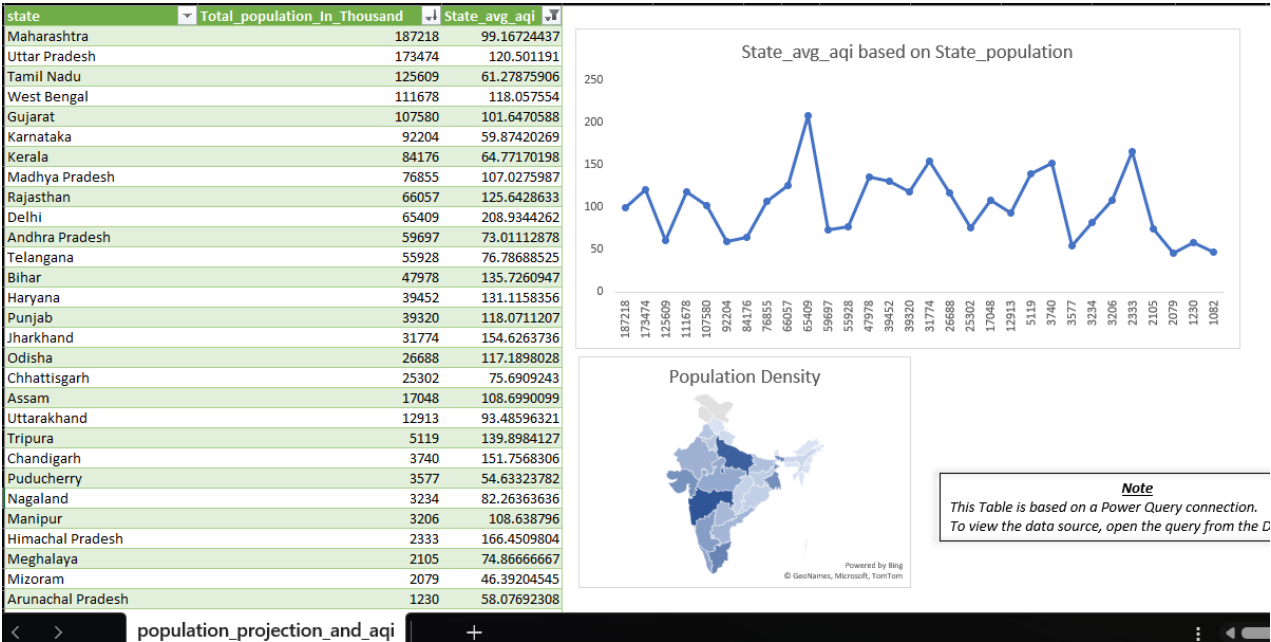 state Total_population_In_Thousand State_avg_aqi
Maharashtra 187218 99.16724437
Uttar Pradesh 173474 120.501191
Tamil Nadu 125609 61.27875906
West Bengal 111678 118.057554
Gujarat 107580 101.6470588
Karnataka 92204 59.87420269
Kerala 84176 64.77170198
Madhya Pradesh 76855 107.0275987
Rajasthan 66057 125.6428633
Delhi 65409 208.9344262
Andhra Pradesh 59697 73.01112878
Telangana 55928 76.78688525
Bihar 47978 135.7260947
Haryana 39452 131.1158356
Punjab 39320 118.0711207
Jharkhand 31774 154.6263736
Odisha 26688 117.1898028
Chhattisgarh 25302 75.6909243
Assam 17048 108.6990099
Uttarakhand 12913 93.48596321
Tripura 5119 139.8984127
Chandigarh 3740 151.7568306
Puducherry 3577 54.63323782
Nagaland 3234 82.26363636
Manipur 3206 108.638796
Himachal Pradesh 2333 166.4509804
Meghalaya 2105 74.86666667
Mizoram 2079 46.39204545
Arunachal Pradesh 1230 58.07692308
State_avg_aqi based on State_population
250
200
150
100
50
0
187218 173474 125609 111678 107580 92204 84176 76855 66057 65409 59697 55928 47978 39452 39320 31774 26688 25302 17048 12913 5119 3740 3577 3234 3206 2333 2105 2079 1230 1082
Population Density
Powered by Bing
© GeoNames, Microsoft, TomTom
Note
This Table is based on a Power Query connection.
To view the data source, open the query from the D
population_projection_and_aqi